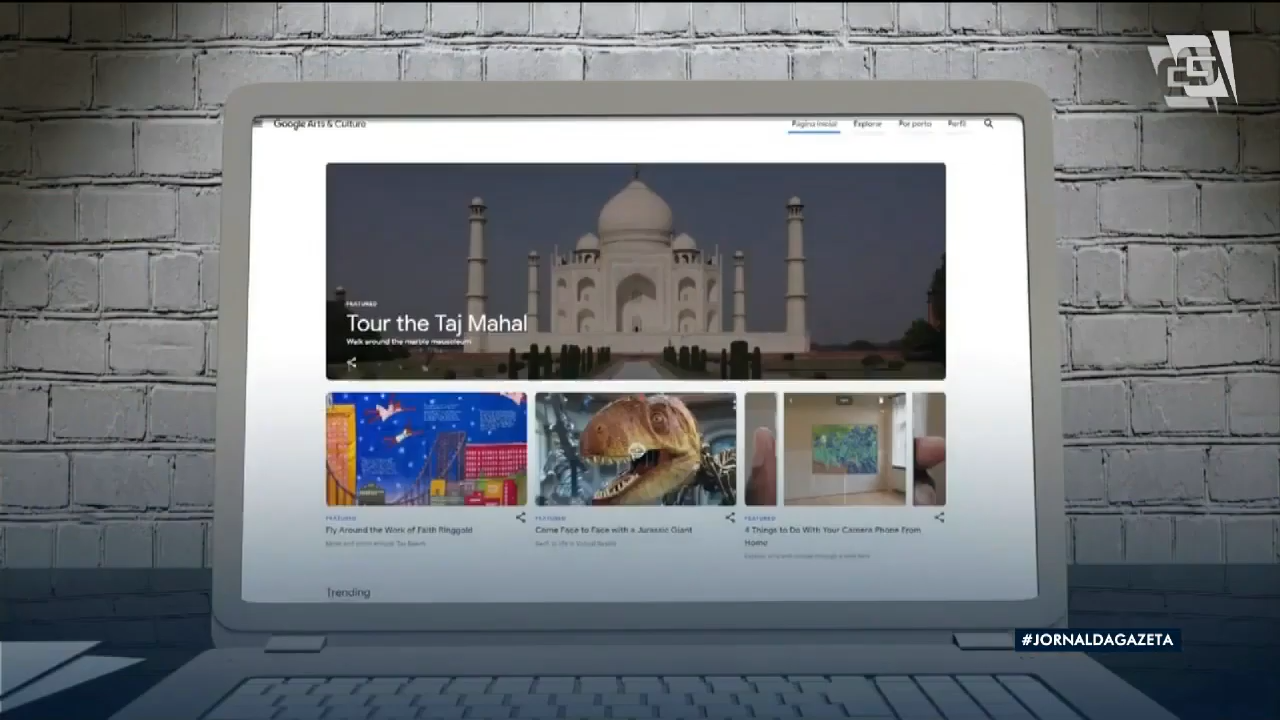 Google Arts & Culture
Página inicial Explorar Por perto Perfil
FEATURED
Tour the Taj Mahal
Walk around the marble mausoleum
FEATURED
Fly Around the Work of Faith Ringgold
FEATURED
Come Face to Face with a Jurassic Giant
FEATURED
4 Things to Do With Your Camera Phone From
Home
Trending
#JORNALDAGAZETA